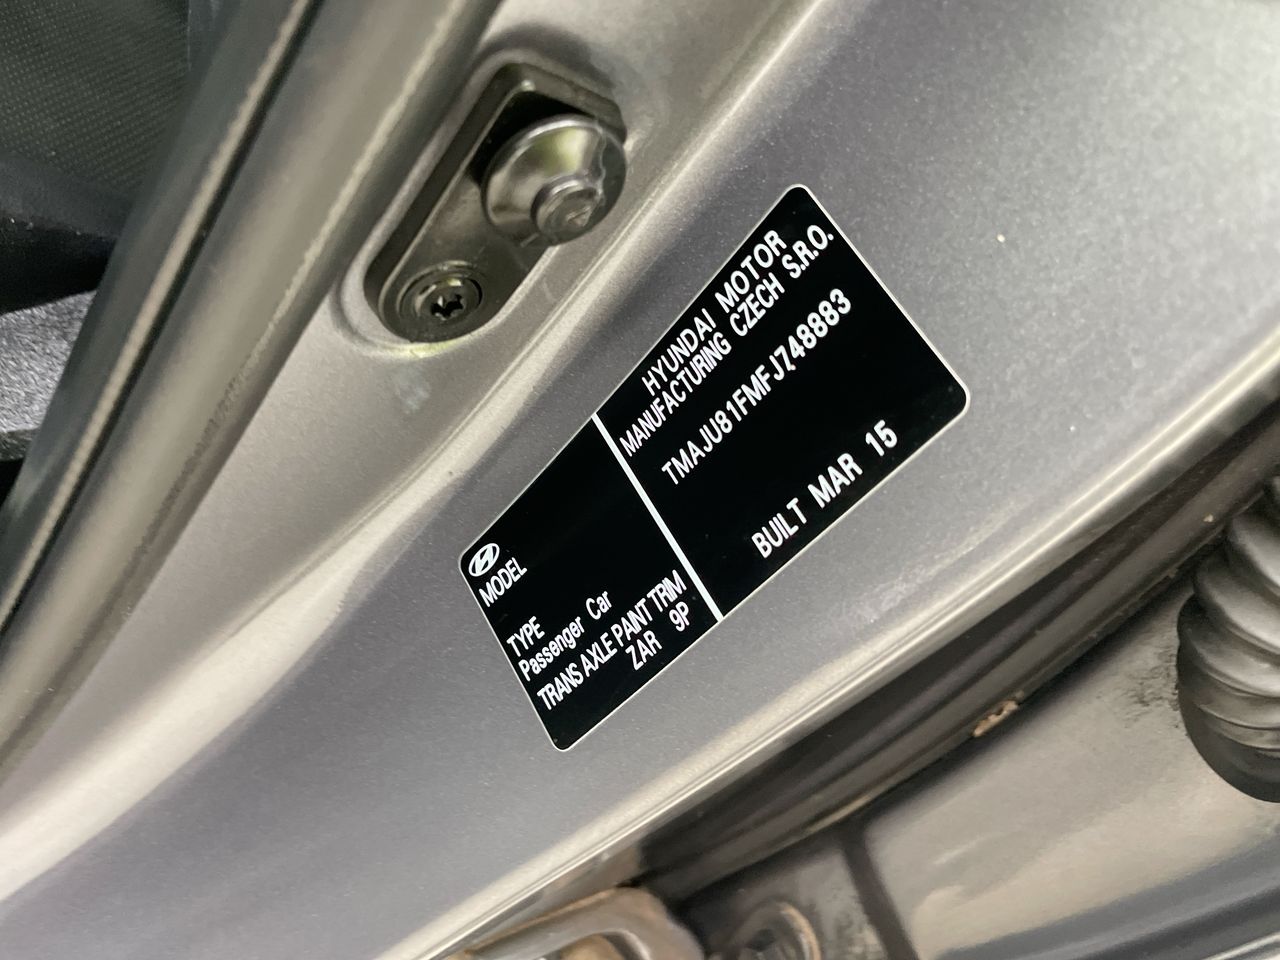 HYUNDAI MOTOR
MANUFACTURING CZECH S.R.O.
TMAJU81FMFJ748883
BUILT MAR 15
MODEL
TYPE
Passenger Car
TRANS AXLE PAINT TRIM
ZAR 9P